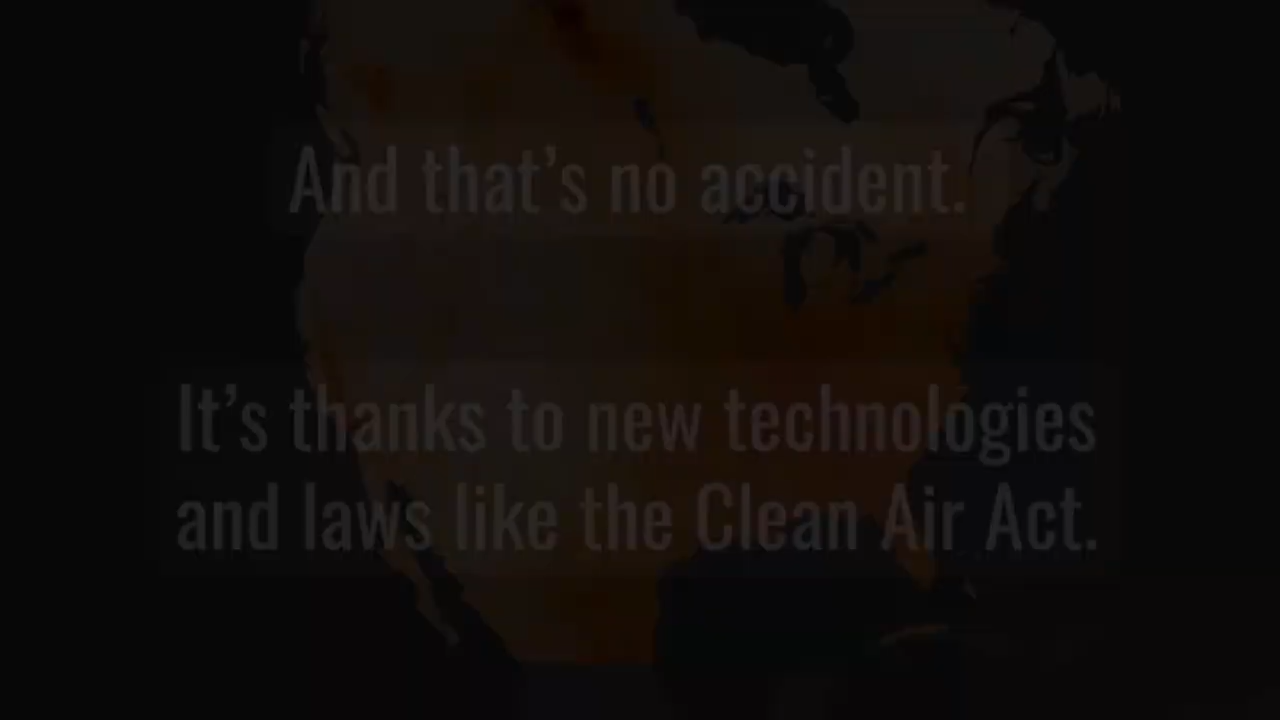 And that’s no accident.
It’s thanks to new technologies
and laws like the Clean Air Act.